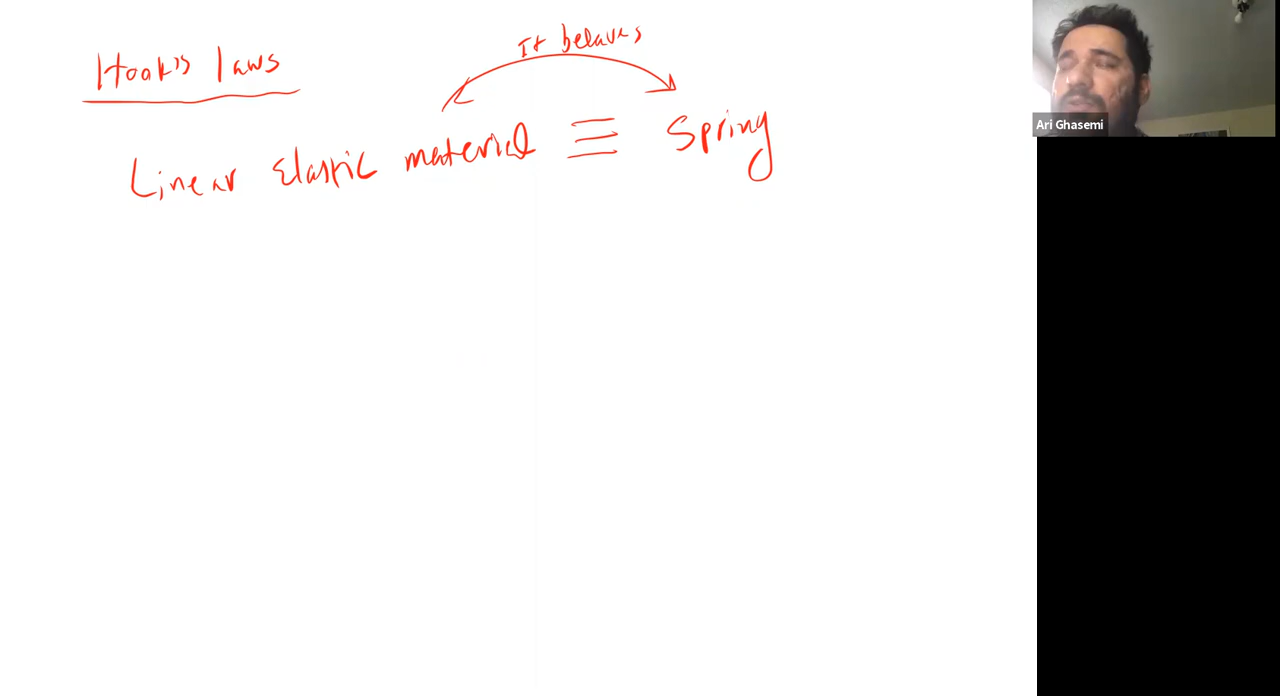 Hook's laws
It behaves
Linear Elastic material ≡ Spring
Ari Ghasemi